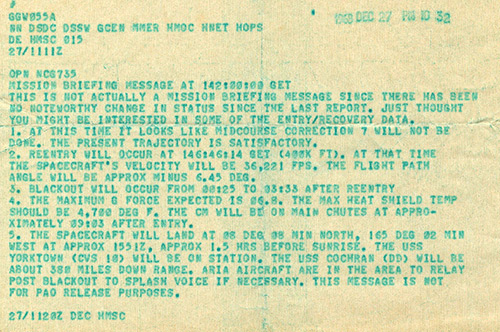 GGW055A
NN DSDC DSSW GCEN MMER HMOC HNET HOPS
DE HMSC 015
27/1111Z
1968 DEC 27 PM 10 32
OPN NCG735
MISSION BRIEFING MESSAGE AT 142:00:00 GET
THIS IS NOT ACTUALLY A MISSION BRIEFING MESSAGE SINCE THERE HAS BEEN
NO NOTEWORTHY CHANGE IN STATUS SINCE THE LAST REPORT. JUST THOUGHT
YOU MIGHT BE INTERESTED IN SOME OF THE ENTRY/RECOVERY DATA.
1. AT THIS TIME IT LOOKS LIKE MIDCOURSE CORRECTION 7 WILL NOT BE
DONE. THE PRESENT TRAJECTORY IS SATISFACTORY.
2. REENTRY WILL OCCUR AT 146:46:14 GET (400K FT). AT THAT TIME
THE SPACECRAFT'S VELOCITY WILL BE 36,221 FPS. THE FLIGHT PATH
ANGLE WILL BE APPROX MINUS 6.45 DEG.
3. BLACKOUT WILL OCCUR FROM 00:25 TO 03:33 AFTER REENTRY
4. THE MAXIMUM G FORCE EXPECTED IS 06.8. THE MAX HEAT SHIELD TEMP
SHOULD BE 4,700 DEG F. THE CM WILL BE ON MAIN CHUTES AT APPRO-
XIMATELY 09:03 AFTER ENTRY.
5. THE SPACECRAFT WILL LAND AT 08 DEG 08 MIN NORTH, 165 DEG 02 MIN
WEST AT APPROX 1551Z, APPROX 1.5 HRS BEFORE SUNRISE. THE USS
YORKTOWN (CVS 10) WILL BE ON STATION. THE USS COCHRAN (DD) WILL BE
ABOUT 380 MILES DOWN RANGE. ARIA AIRCRAFT ARE IN THE AREA TO RELAY
POST BLACKOUT TO SPLASH VOICE IF NECESSARY. THIS MESSAGE IS NOT
FOR PAO RELEASE PURPOSES.
27/1120Z DEC HMSC